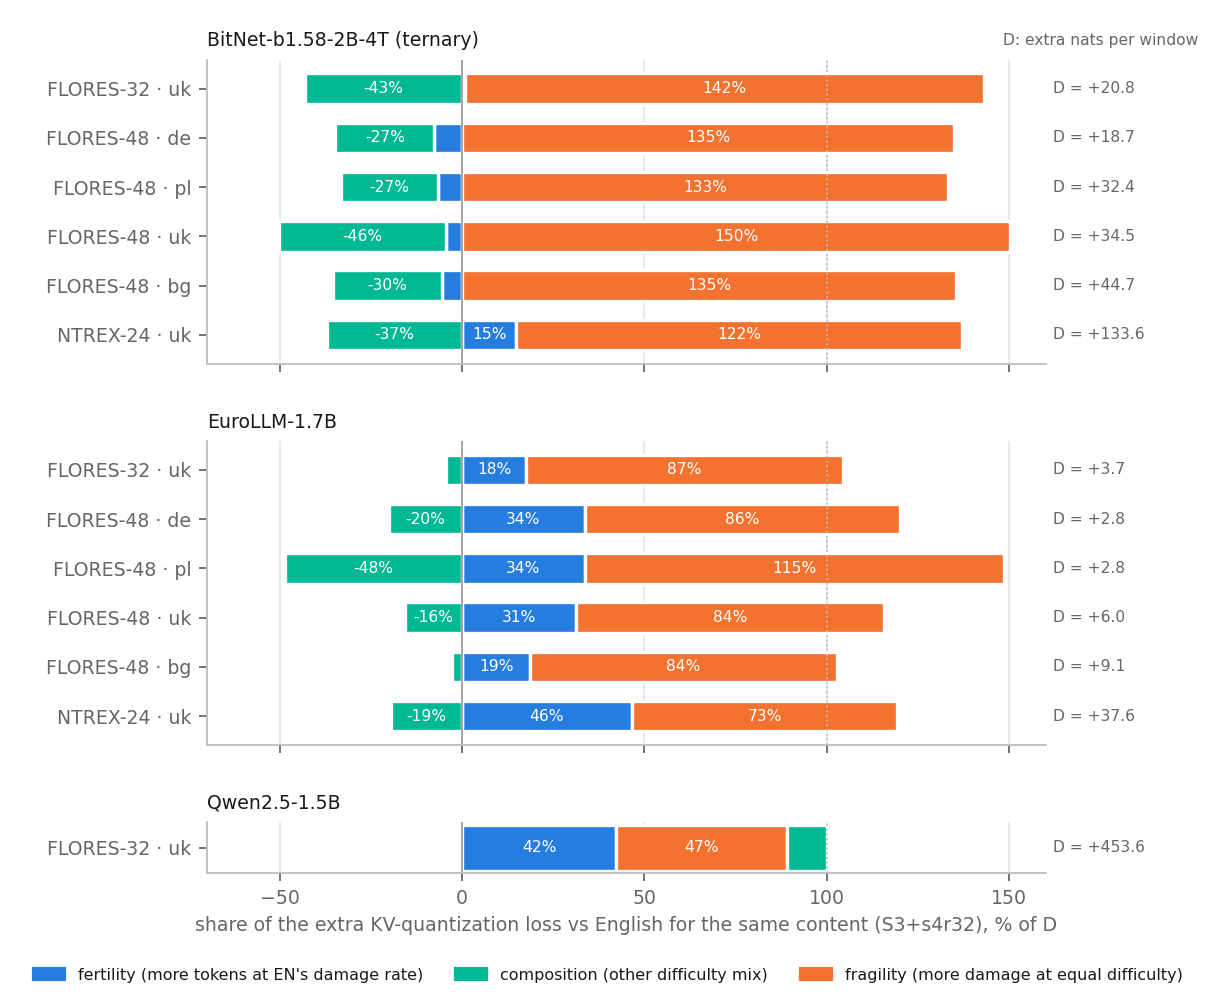 BitNet-b1.58-2B-4T (ternary)
D: extra nats per window
FLORES-32 · uk -43% 142% D = +20.8
FLORES-48 · de -27% 135% D = +18.7
FLORES-48 · pl -27% 133% D = +32.4
FLORES-48 · uk -46% 150% D = +34.5
FLORES-48 · bg -30% 135% D = +44.7
NTREX-24 · uk -37% 15% 122% D = +133.6
EuroLLM-1.7B
FLORES-32 · uk 18% 87% D = +3.7
FLORES-48 · de -20% 34% 86% D = +2.8
FLORES-48 · pl -48% 34% 115% D = +2.8
FLORES-48 · uk -16% 31% 84% D = +6.0
FLORES-48 · bg 19% 84% D = +9.1
NTREX-24 · uk -19% 46% 73% D = +37.6
Qwen2.5-1.5B
FLORES-32 · uk 42% 47% D = +453.6
−50 0 50 100 150
share of the extra KV-quantization loss vs English for the same content (S3+s4r32), % of D
fertility (more tokens at EN's damage rate) composition (other difficulty mix) fragility (more damage at equal difficulty)